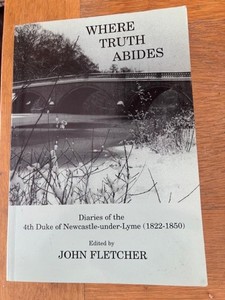 WHERE
TRUTH
ABIDES
Diaries of the
4th Duke of Newcastle-under-Lyme (1822-1850)
Edited by
JOHN FLETCHER